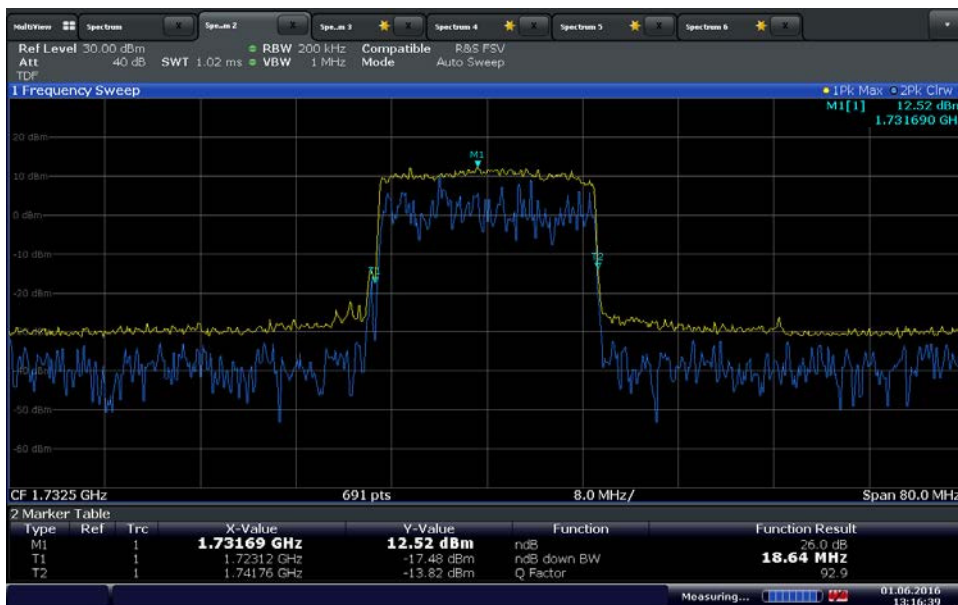 MultiView Spectrum X Spe...m 2 X Spe...m 3 X Spectrum 4 X Spectrum 5 X Spectrum 6 X
Ref Level 30.00 dBm RBW 200 kHz Compatible R&S FSV
Att 40 dB SWT 1.02 ms VBW 1 MHz Mode Auto Sweep
TDF
1 Frequency Sweep 1Pk Max 2Pk Clrw
M1[1] 12.52 dBm
1.731690 GH
20 dBm
M1
10 dBm
0 dBm
-10 dBm
T2
-20 dBm
-40 dBm
-50 dBm
-60 dBm
CF 1.7325 GHz 691 pts 8.0 MHz/ Span 80.0 MHz
2 Marker Table
Type Ref Trc X-Value Y-Value Function Function Result
M1 1 1.73169 GHz 12.52 dBm ndB 26.0 dB
T1 1 1.72312 GHz -17.48 dBm ndB down BW 18.64 MHz
T2 1 1.74176 GHz -13.82 dBm Q Factor 92.9
Measuring... 01.06.2016
13:16:39